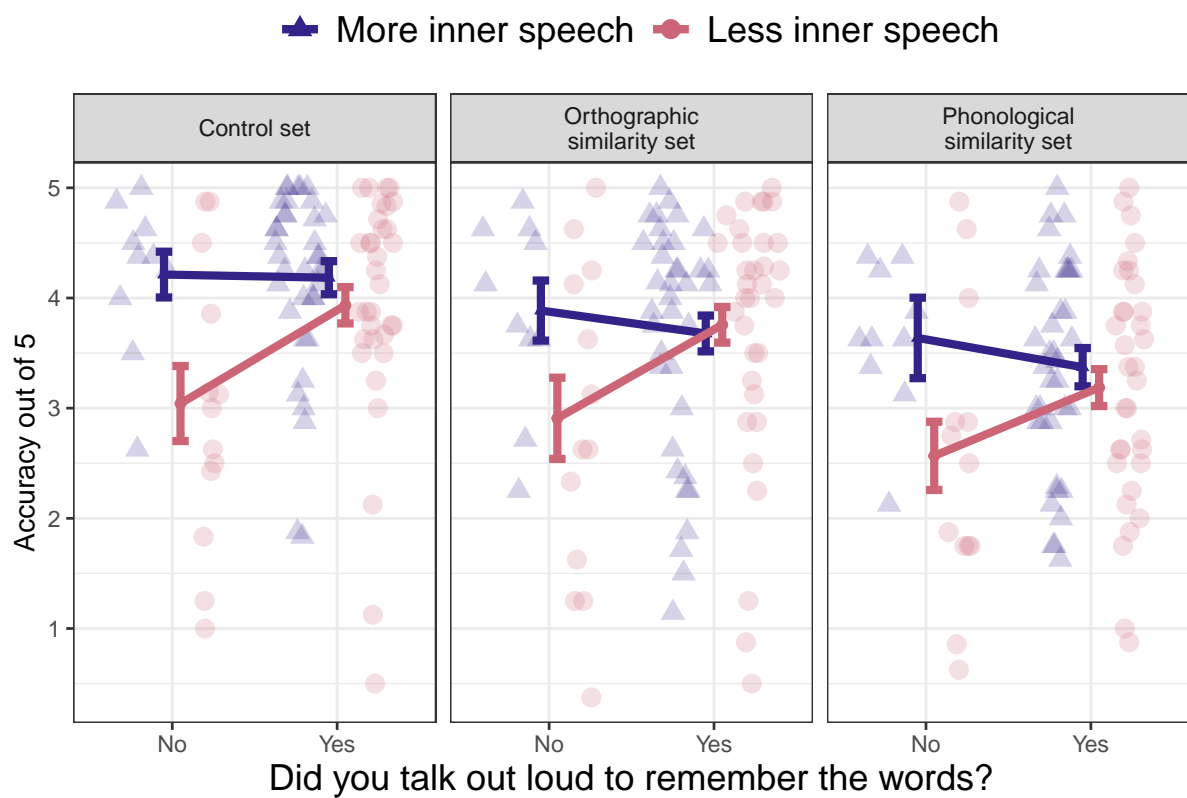 More inner speech Less inner speech
Control set
Orthographic
similarity set
Phonological
similarity set
Accuracy out of 5
5
4
3
2
1
No Yes No Yes No Yes
Did you talk out loud to remember the words?